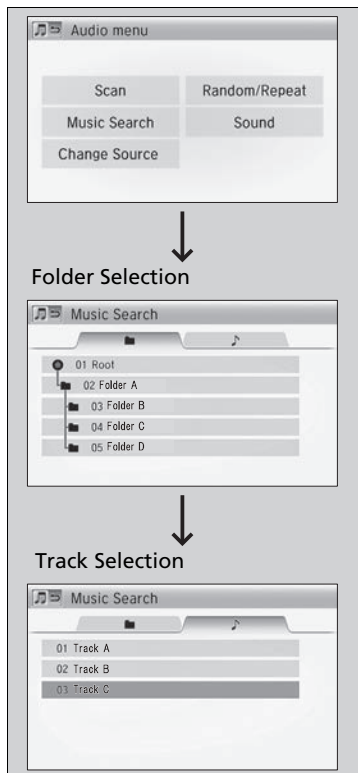 Audio menu
Scan Random/Repeat
Music Search Sound
Change Source
Folder Selection
Music Search
01 Root
02 Folder A
03 Folder B
04 Folder C
05 Folder D
Track Selection
Music Search
01 Track A
02 Track B
03 Track C